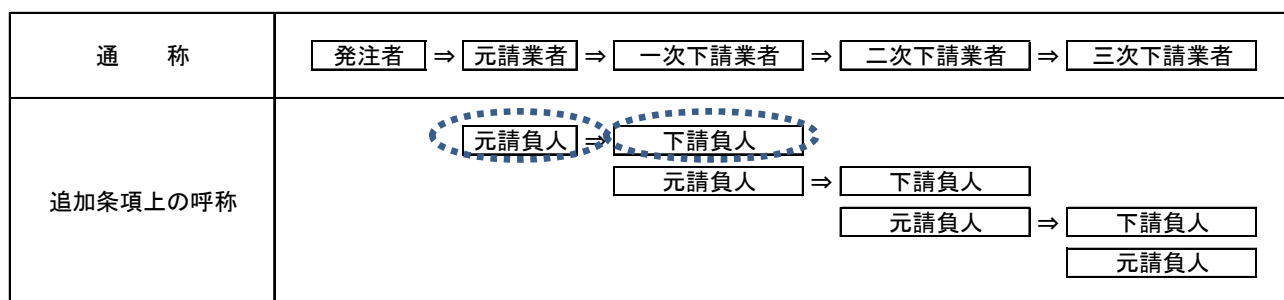 通　　称
発注者 ⇒ 元請業者 ⇒ 一次下請業者 ⇒ 二次下請業者 ⇒ 三次下請業者
追加条項上の呼称
元請負人 ⇒ 下請負人
元請負人 ⇒ 下請負人
元請負人 ⇒ 下請負人
元請負人